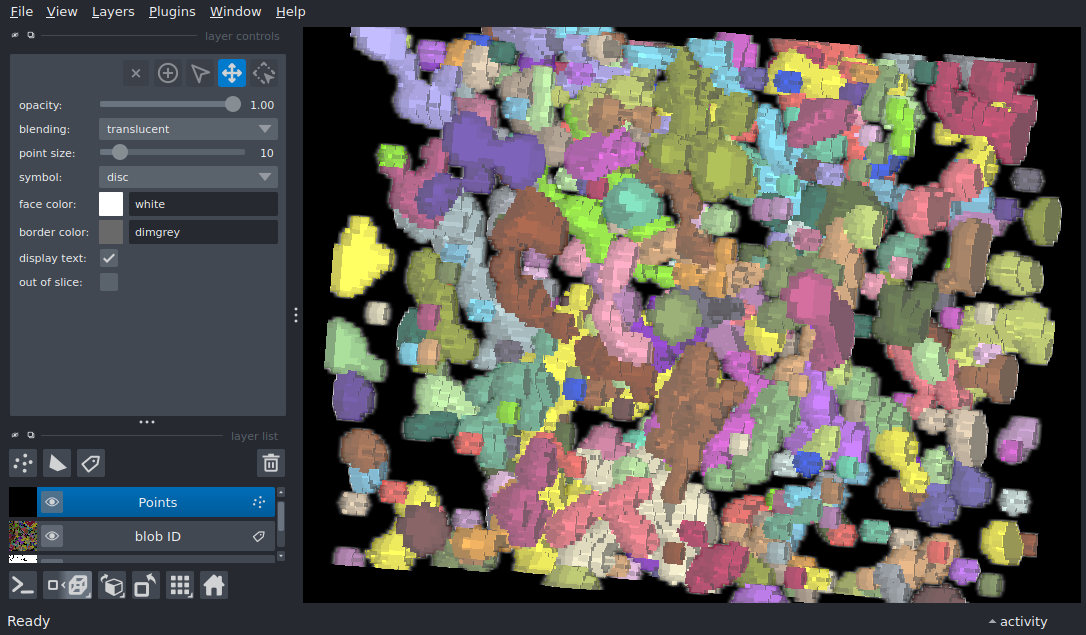 File View Layers Plugins Window Help
layer controls
opacity: 1.00
blending: translucent
point size: 10
symbol: disc
face color: white
border color: dimgrey
display text:
out of slice:
layer list
Points
blob ID
Ready
activity